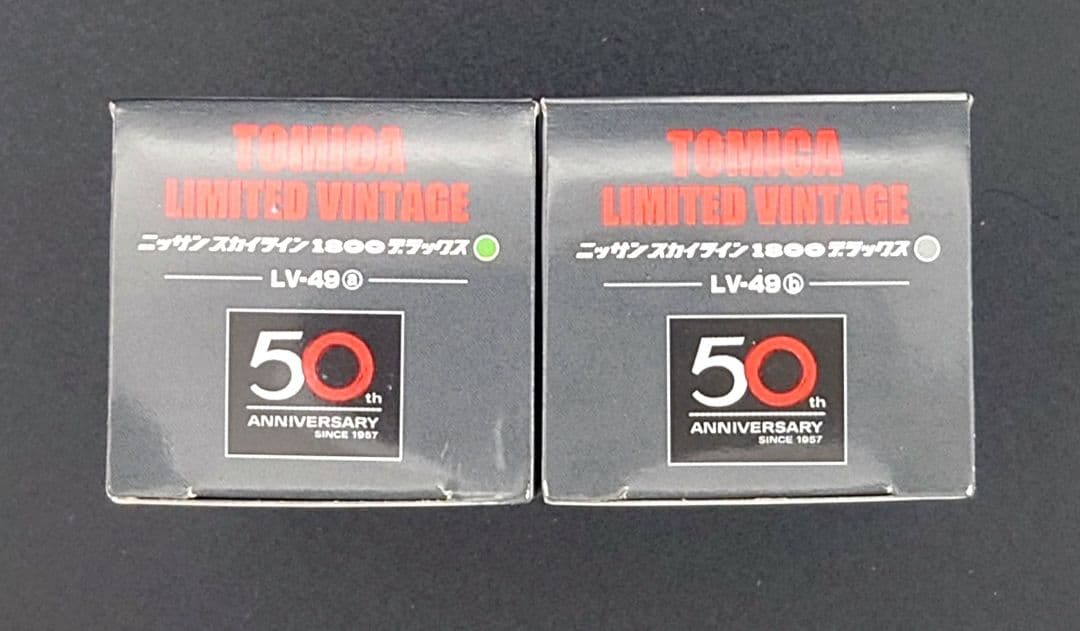 TOMICA
LIMITED VINTAGE
ニッサン スカイライン 1800 デラックス
LV-49ⓐ
50th
ANNIVERSARY
SINCE 1957
TOMICA
LIMITED VINTAGE
ニッサン スカイライン 1800 デラックス
LV-49ⓑ
50th
ANNIVERSARY
SINCE 1957